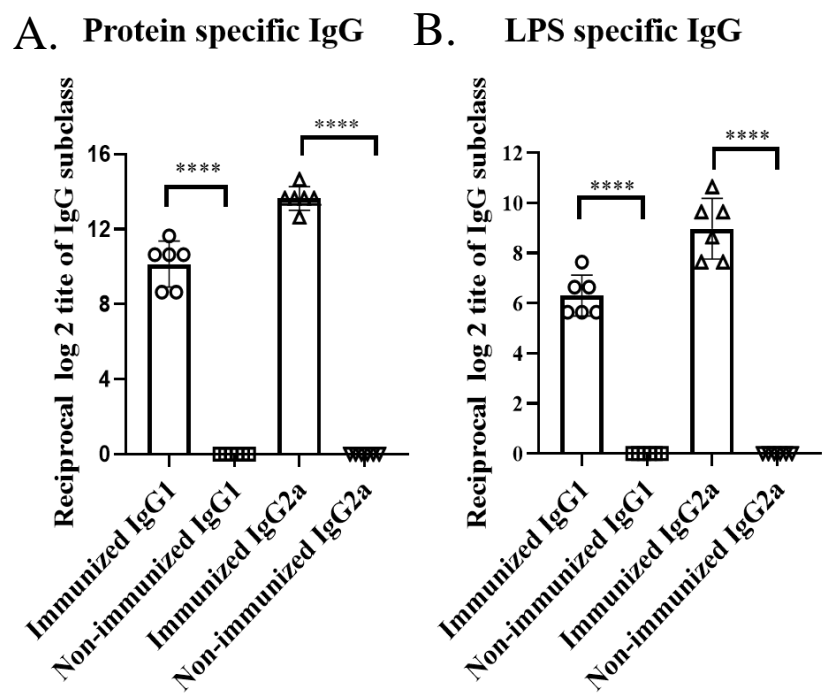 A. Protein specific IgG
Reciprocal log 2 tite of IgG subclass
16
12
8
4
0
****
****
Immunized IgG1
Non-immunized IgG1
Immunized IgG2a
Non-immunized IgG2a
B. LPS specific IgG
Reciprocal log 2 tite of IgG subclass
12
10
8
6
4
2
0
****
****
Immunized IgG1
Non-immunized IgG1
Immunized IgG2a
Non-immunized IgG2a